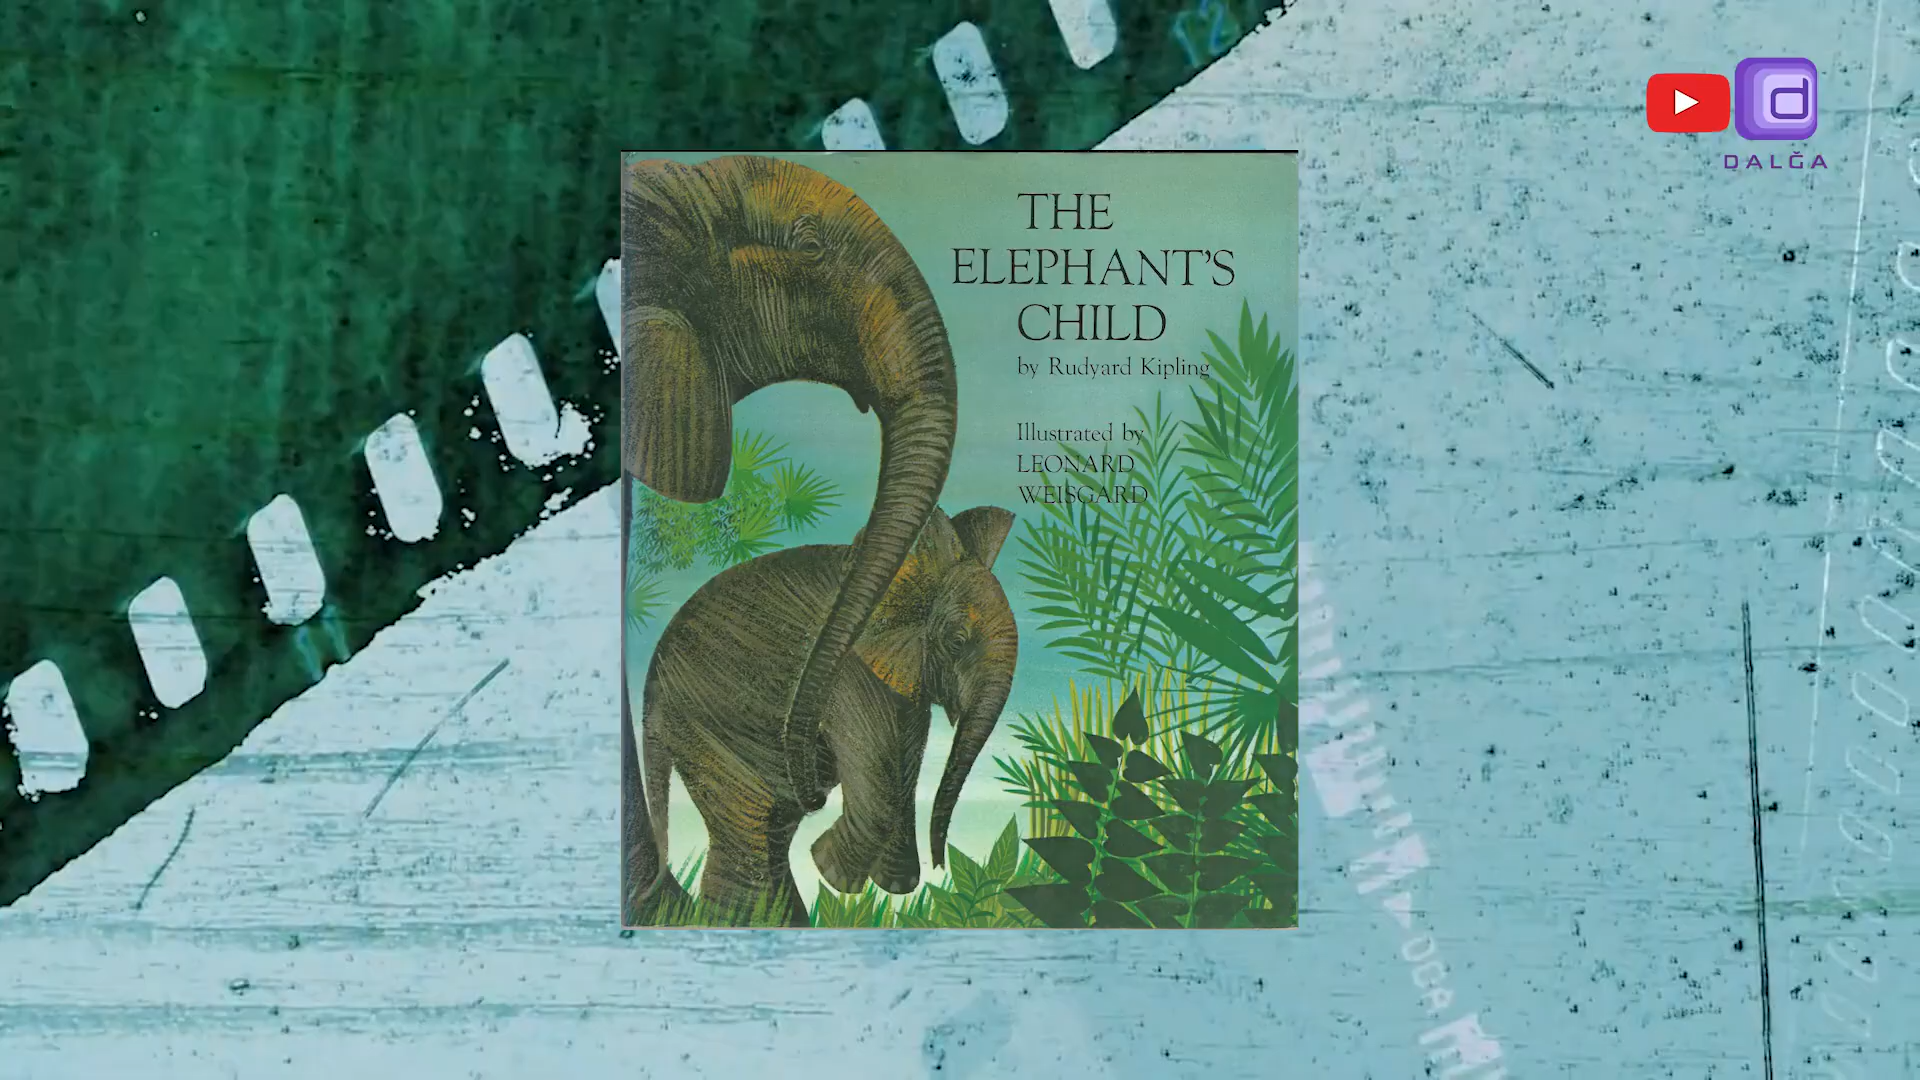 THE
ELEPHANT'S
CHILD
by Rudyard Kipling
Illustrated by
LEONARD
WEISGARD
DALĞA